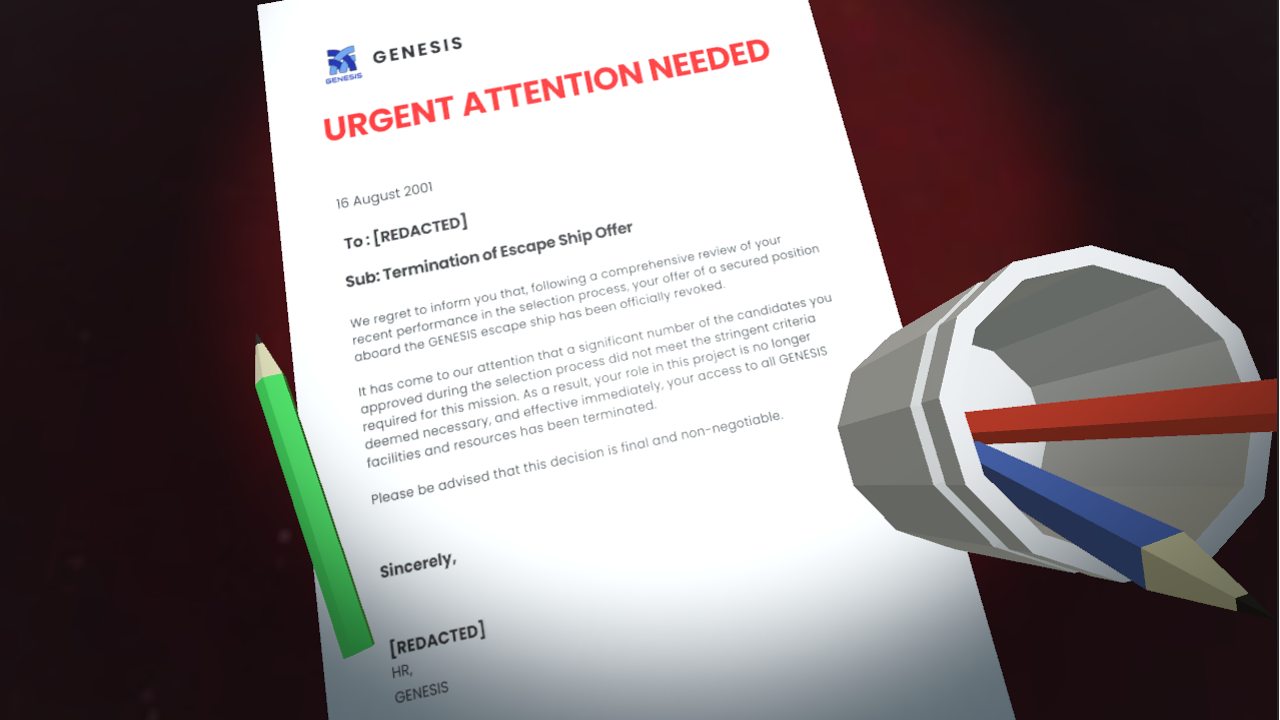 GENESIS
GENESIS
URGENT ATTENTION NEEDED
16 August 2001
To : [REDACTED]
Sub: Termination of Escape Ship Offer
We regret to inform you that, following a comprehensive review of your
recent performance in the selection process, your offer of a secured position
aboard the GENESIS escape ship has been officially revoked.
It has come to our attention that a significant number of the candidates you
approved during the selection process did not meet the stringent criteria
required for this mission. As a result, your role in this project is no longer
deemed necessary, and effective immediately, your access to all GENESIS
facilities and resources has been terminated.
Please be advised that this decision is final and non-negotiable.
Sincerely,
[REDACTED]
HR,
GENESIS